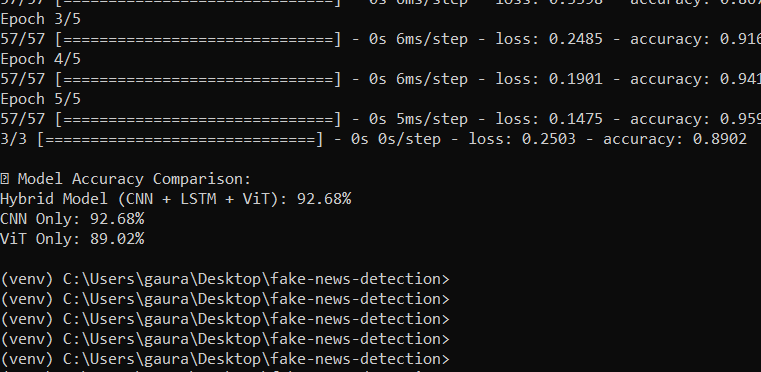 57/57 [==============================] - 0s 6ms/step - loss: 0.3398 - accuracy: 0.867
Epoch 3/5
57/57 [==============================] - 0s 6ms/step - loss: 0.2485 - accuracy: 0.916
Epoch 4/5
57/57 [==============================] - 0s 6ms/step - loss: 0.1901 - accuracy: 0.941
Epoch 5/5
57/57 [==============================] - 0s 5ms/step - loss: 0.1475 - accuracy: 0.959
3/3 [==============================] - 0s 0s/step - loss: 0.2503 - accuracy: 0.8902
Model Accuracy Comparison:
Hybrid Model (CNN + LSTM + ViT): 92.68%
CNN Only: 92.68%
ViT Only: 89.02%
(venv) C:\Users\gaura\Desktop\fake-news-detection>
(venv) C:\Users\gaura\Desktop\fake-news-detection>
(venv) C:\Users\gaura\Desktop\fake-news-detection>
(venv) C:\Users\gaura\Desktop\fake-news-detection>
(venv) C:\Users\gaura\Desktop\fake-news-detection>